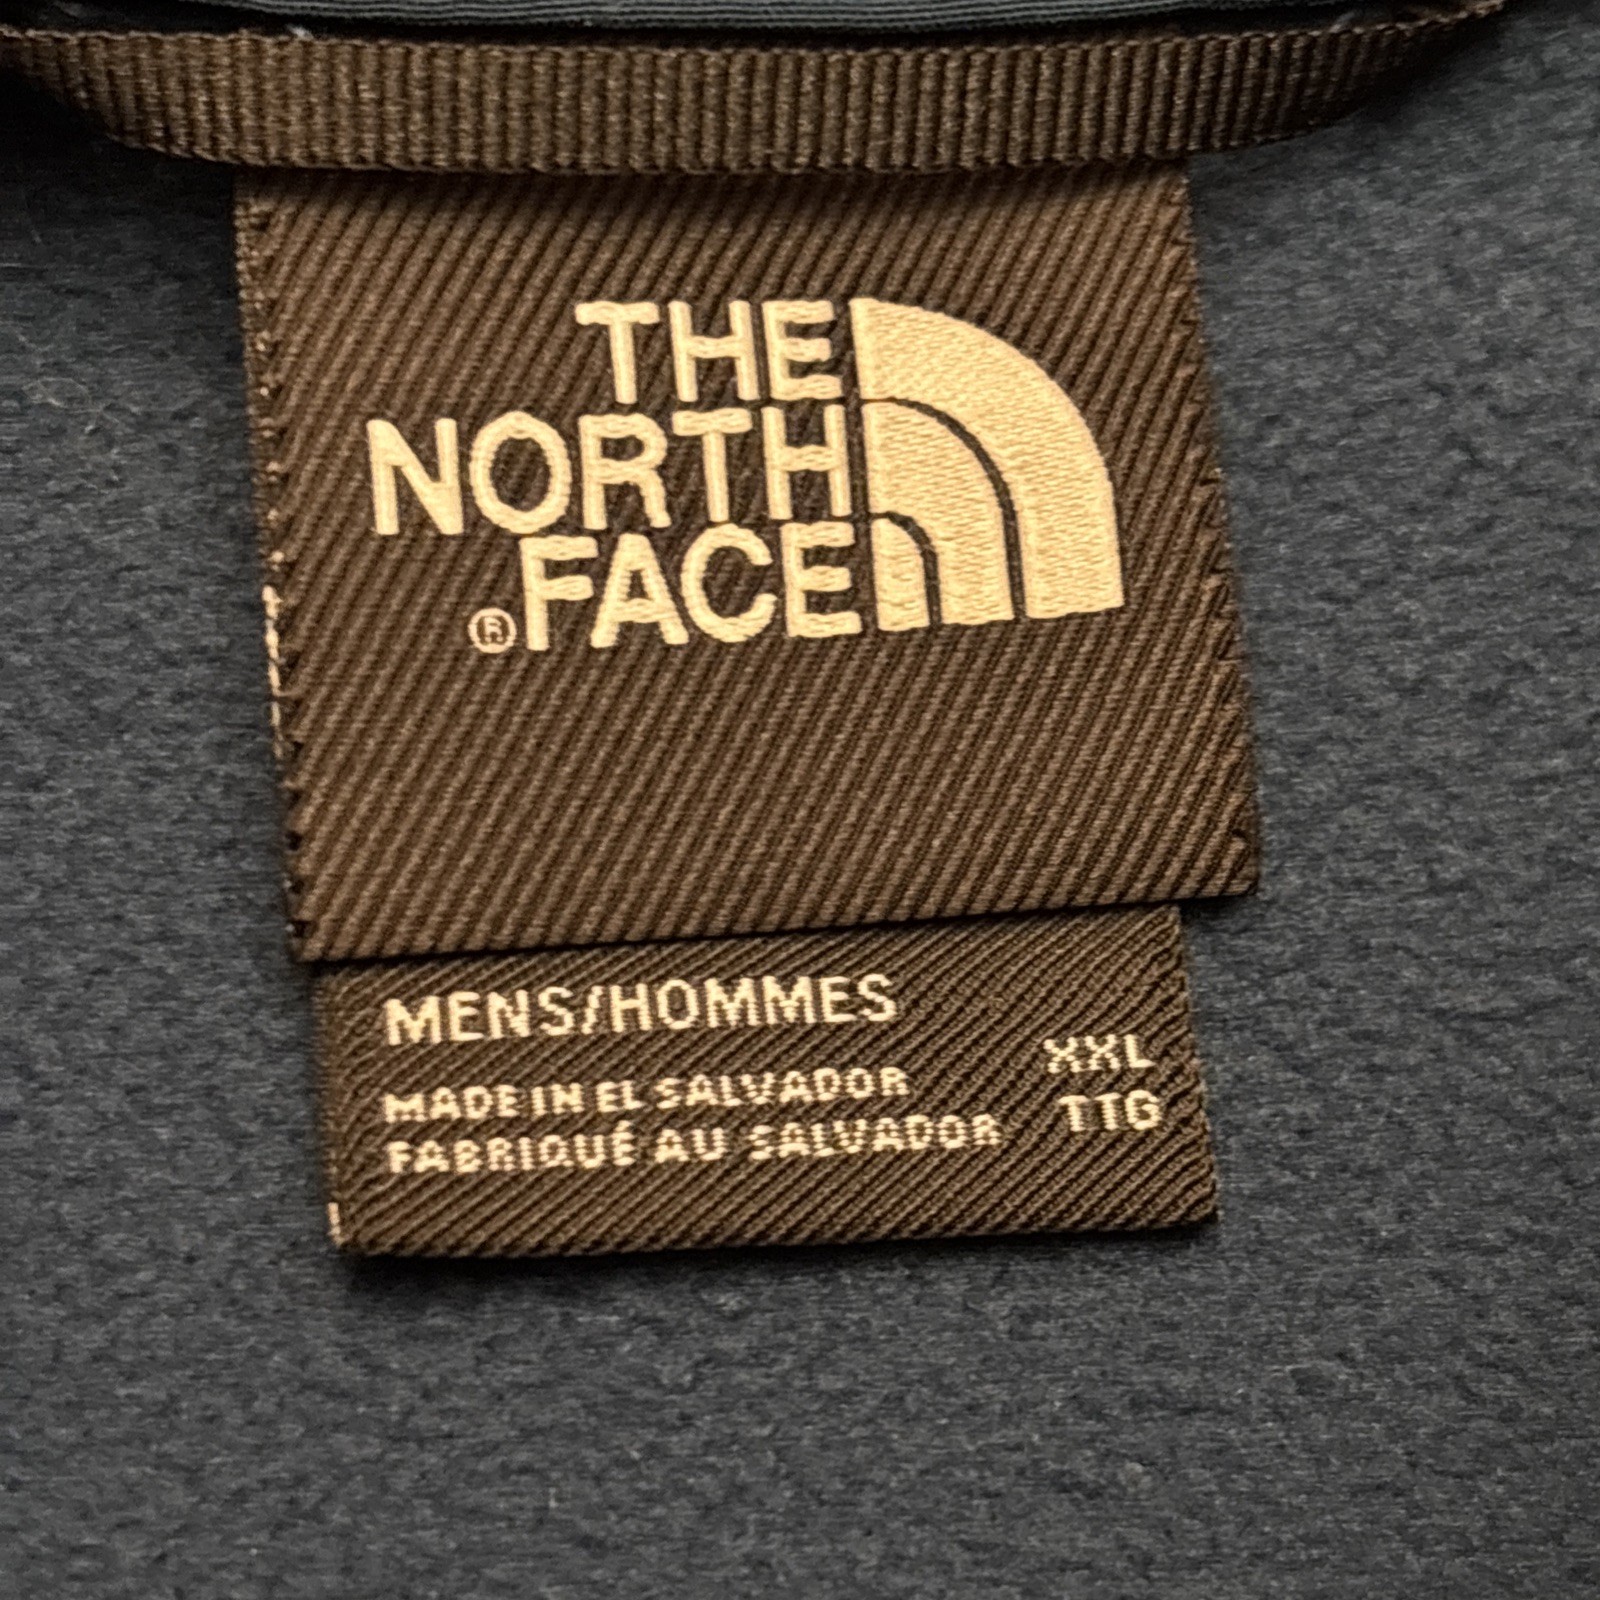 THE
NORTH
®FACE
MENS/HOMMES
MADE IN EL SALVADOR
FABRIQUÉ AU SALVADOR
XXL
TTG